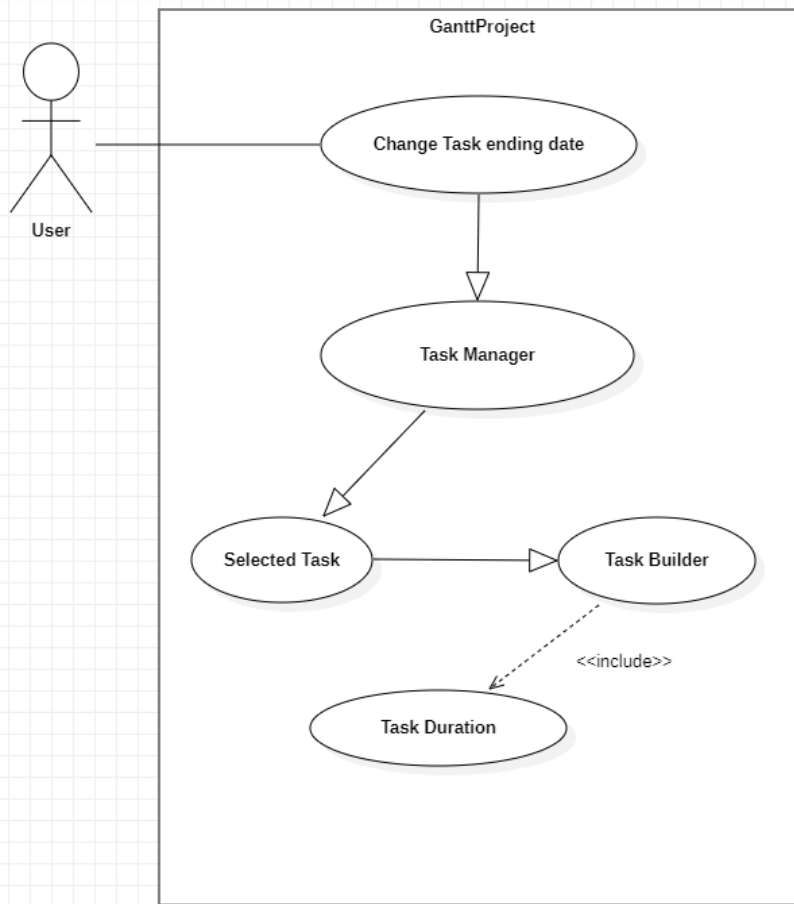 GanttProject
Change Task ending date
User
Task Manager
Selected Task
Task Builder
<<include>>
Task Duration